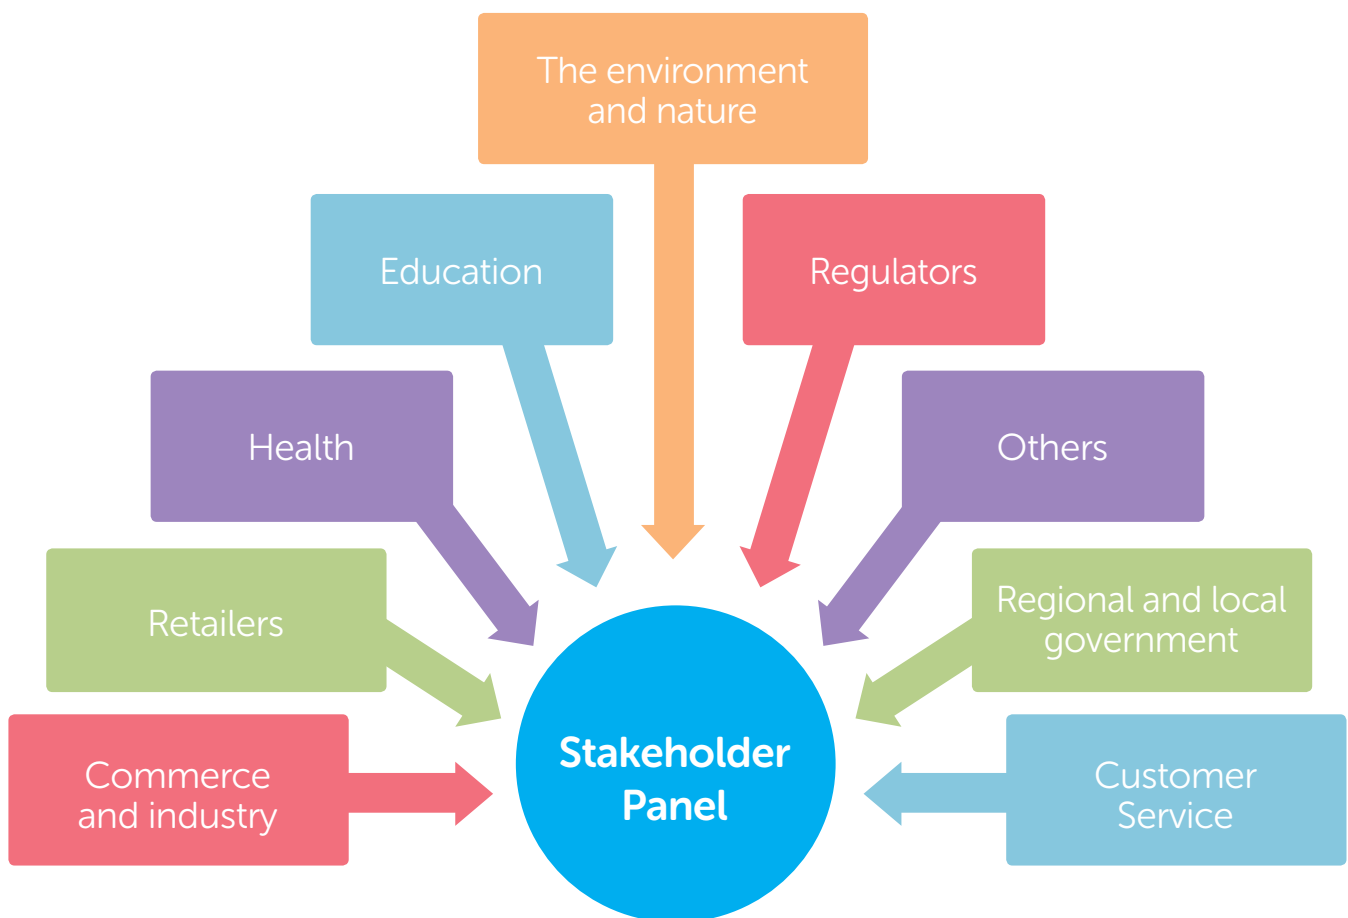 The environment
and nature
Education
Regulators
Health
Others
Retailers
Regional and local
government
Commerce
and industry
Stakeholder
Panel
Customer
Service